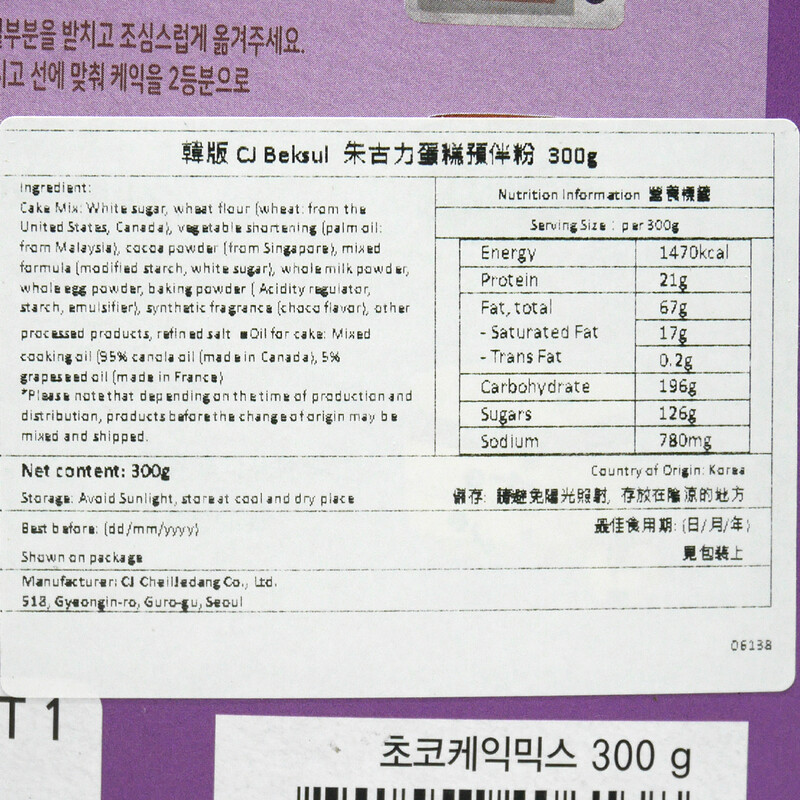 부분을 받치고 조심스럽게 옮겨주세요.
고 선에 맞춰 케익을 2등분으로
韓版 CJ Beksul 朱古力蛋糕預伴粉 300g
Ingredient:
Cake Mix: White sugar, wheat flour (wheat: from the
United States, Canada), vegetable shortening (palm oil:
from Malaysia), cocoa powder (from Singapore), mixed
formula (modified starch, white sugar), whole milk powder,
whole egg powder, baking powder ( Acidity regulator,
starch, emulsifier), synthetic fragrance (choco flavor), other
processed products, refined salt ■Oil for cake: Mixed
cooking oil (95% canola oil (made in Canada), 5%
grapeseed oil (made in France)
*Please note that depending on the time of production and
distribution, products before the change of origin may be
mixed and shipped.
Nutrition Information 營養標籤
Serving Size : per 300g
Energy 1470kcal
Protein 21g
Fat, total 67g
- Saturated Fat 17g
- Trans Fat 0.2g
Carbohydrate 196g
Sugars 126g
Sodium 780mg
Net content: 300g
Country of Origin: Korea
Storage: Avoid Sunlight, store at cool and dry place
儲存: 請避免陽光照射, 存放在陰涼的地方
Best before: (dd/mm/yyyy)
最佳食用期: (日/月/年)
Shown on package
見包裝上
Manufacturer: CJ CheilJedang Co., Ltd.
518, Gyeongin-ro, Guro-gu, Seoul
06138
T 1
초코케익믹스 300 g